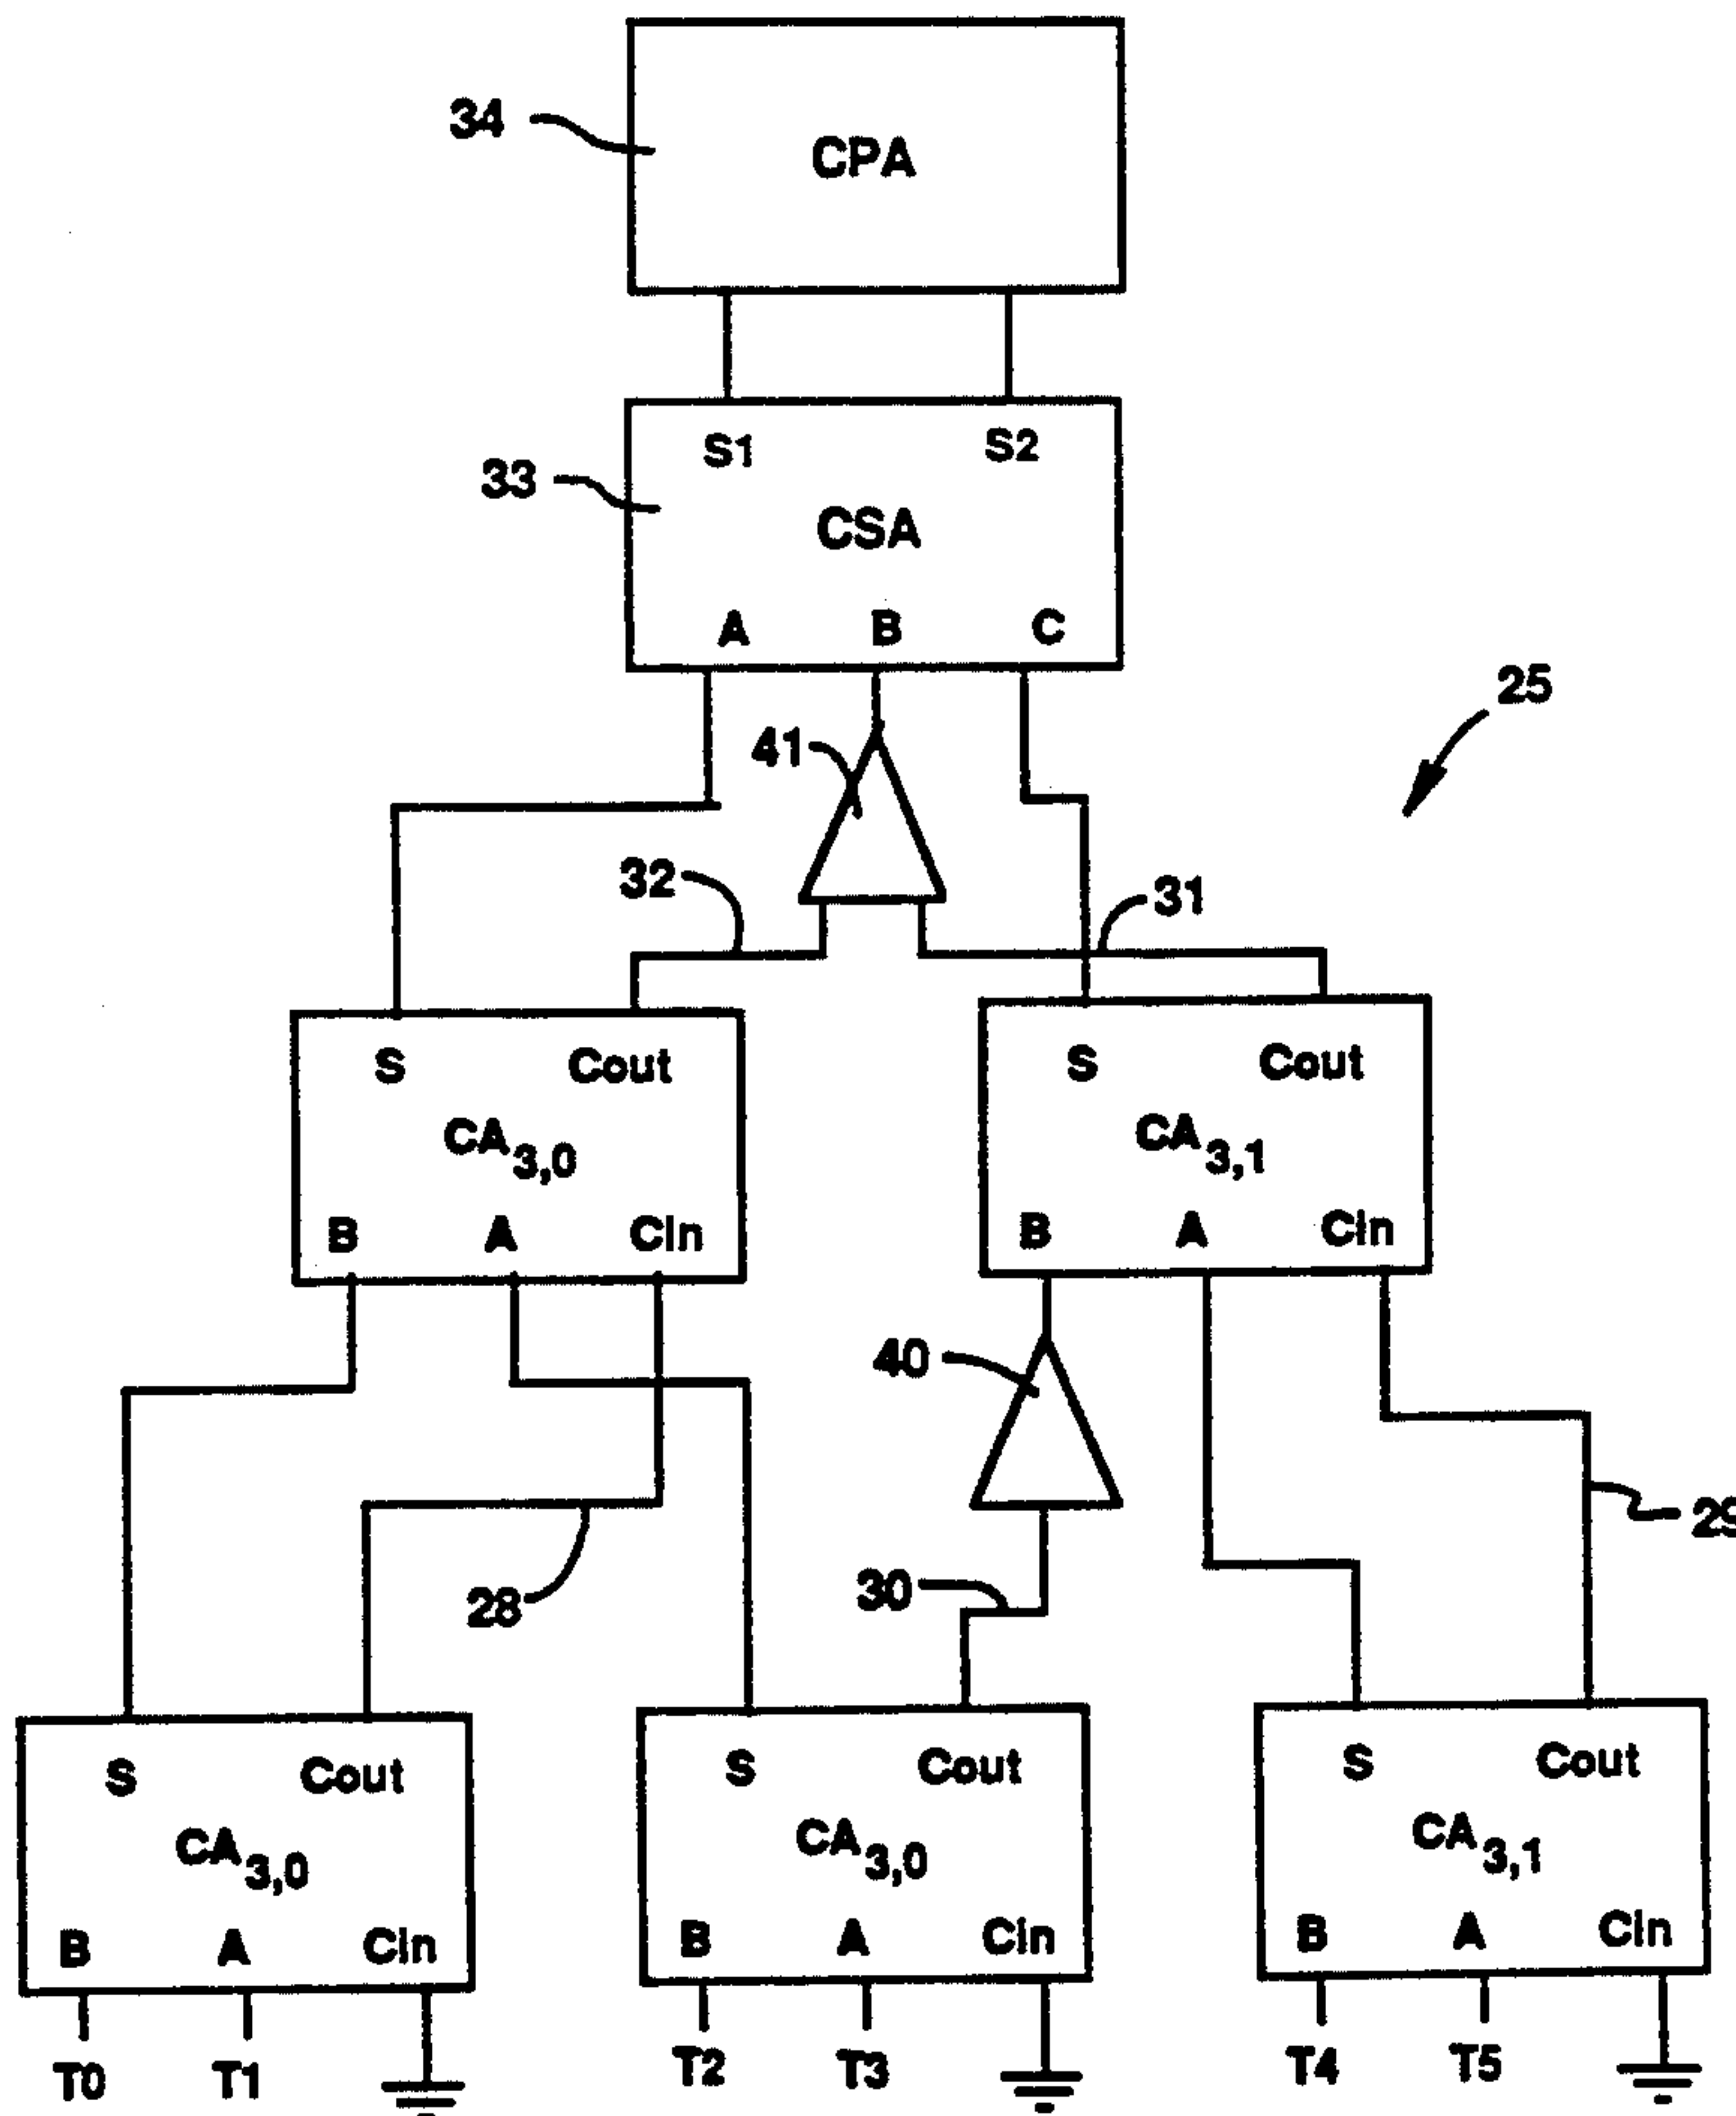 34
CPA
S1 S2
33
CSA
A B C
25
41
32
31
S Cout
CA3,0
B A Cin
S Cout
CA3,1
B A Cin
40
29
28
30
S Cout
CA3,0
B A Cin
S Cout
CA3,0
B A Cin
S Cout
CA3,1
B A Cin
T0 T1 T2 T3 T4 T5